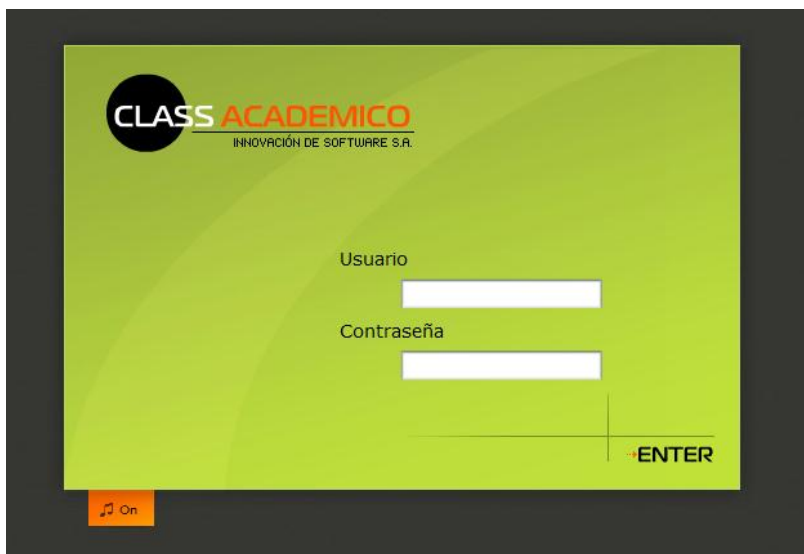 CLASS ACADEMICO
INNOVACIÓN DE SOFTWARE S.A.
Usuario
Contraseña
ENTER
On